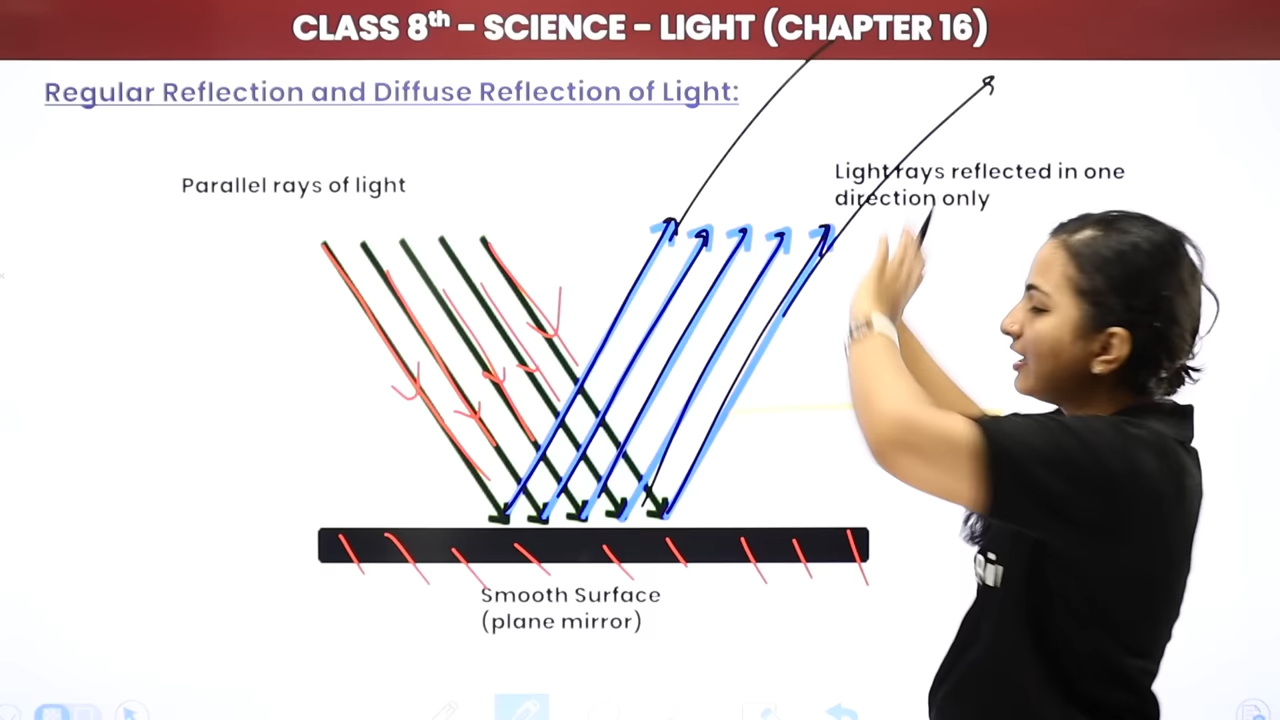 CLASS 8th - SCIENCE - LIGHT (CHAPTER 16)
Regular Reflection and Diffuse Reflection of Light:
Parallel rays of light
Light rays reflected in one
direction only
Smooth Surface
(plane mirror)